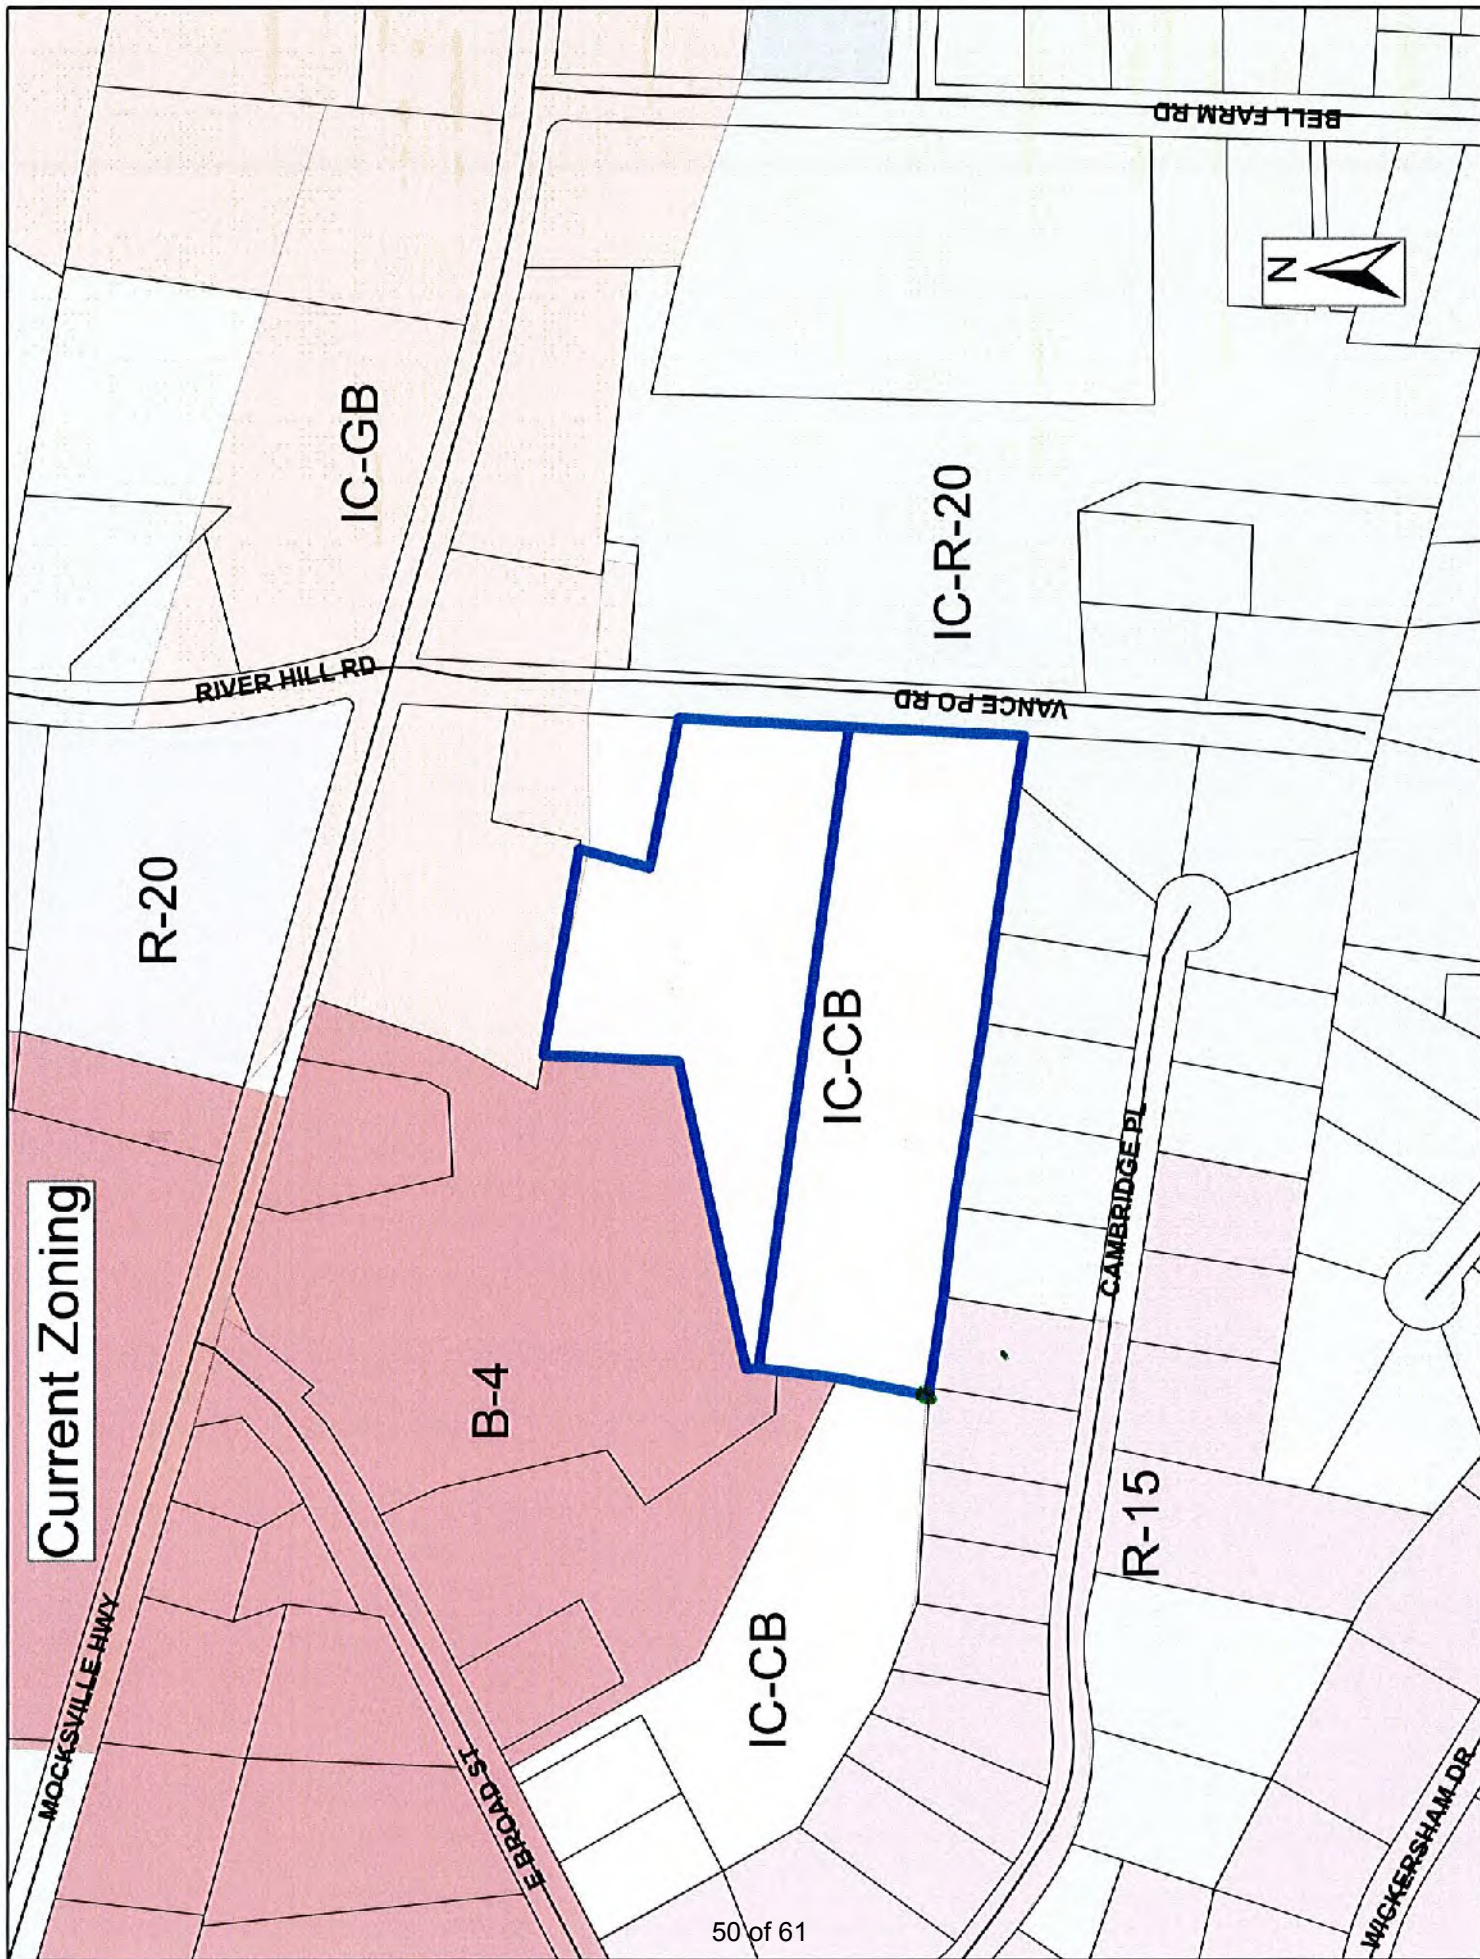 Current Zoning
MOCKSVILLE HWY
E BROAD ST
B-4
R-20
RIVER HILL RD
IC-GB
IC-CB
IC-CB
VANCE PO RD
IC-R-20
BELL FARM RD
N
CAMBRIDGE PL
R-15
WICKERSHAM DR
50 of 61